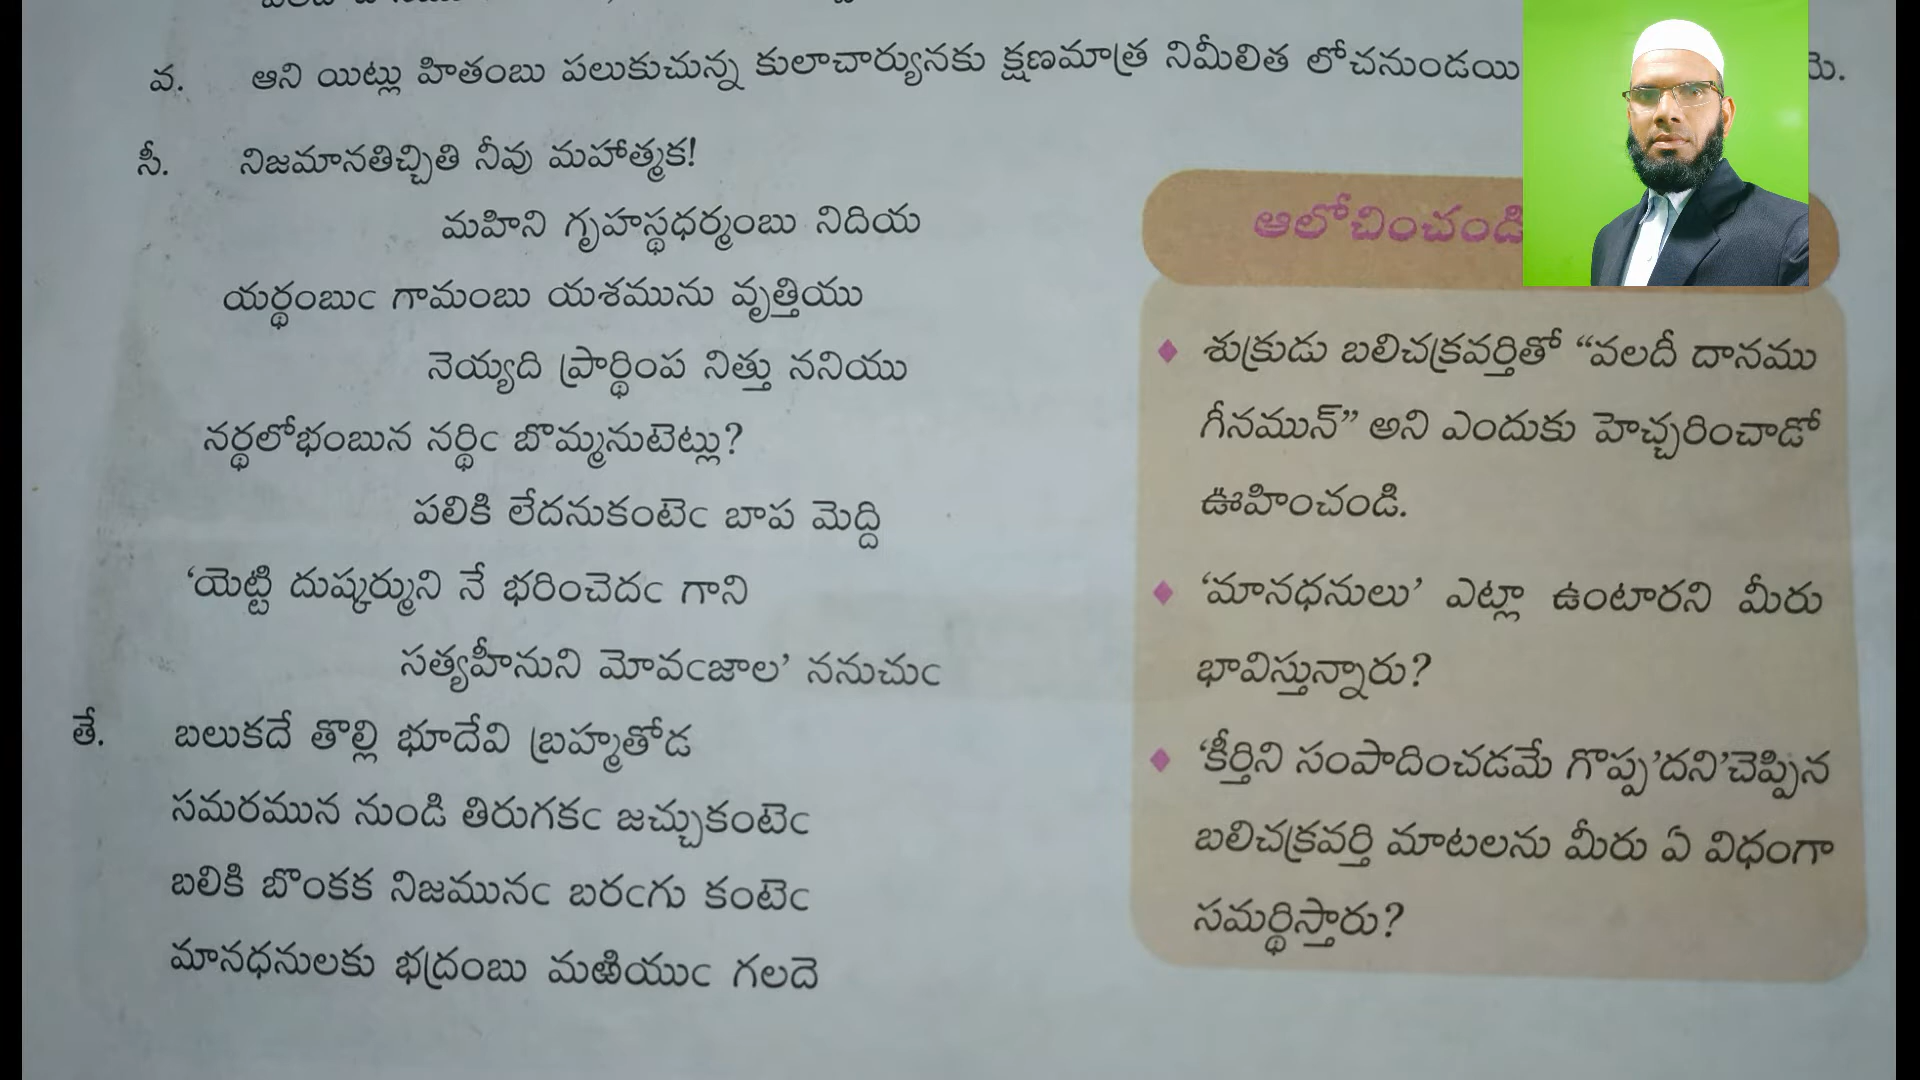 వ. ఆని యిట్లు హితంబు పలుకుచున్న కులాచార్యునకు క్షణమాత్ర నిమీలిత లోచనుండయి
సీ. నిజమానతిచ్చితి నీవు మహాత్మక!
మహిని గృహస్థధర్మంబు నిదియ
యర్థంబుఁ గామంబు యశమును వృత్తియు
నెయ్యది ప్రార్థింప నిత్తు ననియు
నర్థలోభంబున నర్థిఁ బొమ్మనుటెట్లు?
పలికి లేదనుకంటెఁ బాప మెద్ది
‘యెట్టి దుష్కర్ముని నే భరించెదఁ గాని
సత్యహీనుని మోవఁజాల’ ననుచుఁ
తే. బలుకదే తొల్లి భూదేవి బ్రహ్మతోడ
సమరమున నుండి తిరుగకఁ జచ్చుకంటెఁ
బలికి బొంకక నిజమునఁ బరఁగు కంటెఁ
మానధనులకు భద్రంబు మఱియుఁ గలదె
ఆలోచించండి
♦ శుక్రుడు బలిచక్రవర్తితో “వలదీ దానము
గీనమున్” అని ఎందుకు హెచ్చరించాడో
ఊహించండి.
♦ ‘మానధనులు’ ఎట్లా ఉంటారని మీరు
భావిస్తున్నారు?
♦ ‘కీర్తిని సంపాదించడమే గొప్ప’దని’చెప్పిన
బలిచక్రవర్తి మాటలను మీరు ఏ విధంగా
సమర్థిస్తారు?